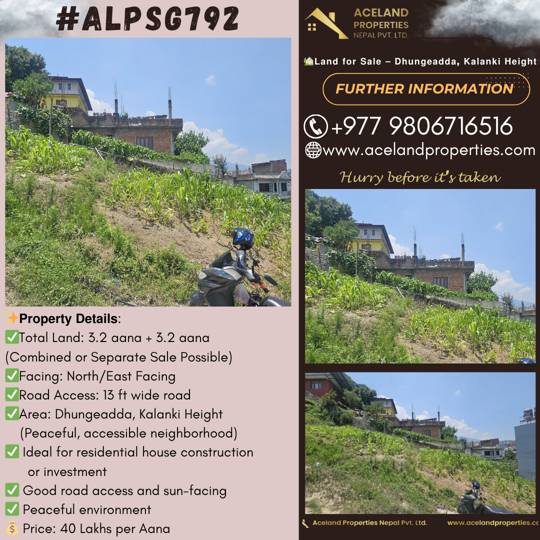 #ALPSG792
✨Property Details:
✅Total Land: 3.2 aana + 3.2 aana
(Combined or Separate Sale Possible)
✅Facing: North/East Facing
✅Road Access: 13 ft wide road
✅Area: Dhungeadda, Kalanki Height
(Peaceful, accessible neighborhood)
✅ Ideal for residential house construction
or investment
✅ Good road access and sun-facing
✅ Peaceful environment
💰 Price: 40 Lakhs per Aana
ACELAND
PROPERTIES
NEPAL PVT. LTD.
🏡Land for Sale – Dhungeadda, Kalanki Height
FURTHER INFORMATION
+977 9806716516
www.acelandproperties.com
Hurry before it's taken
Aceland Properties Nepal Pvt. Ltd.
www.acelandproperties.co